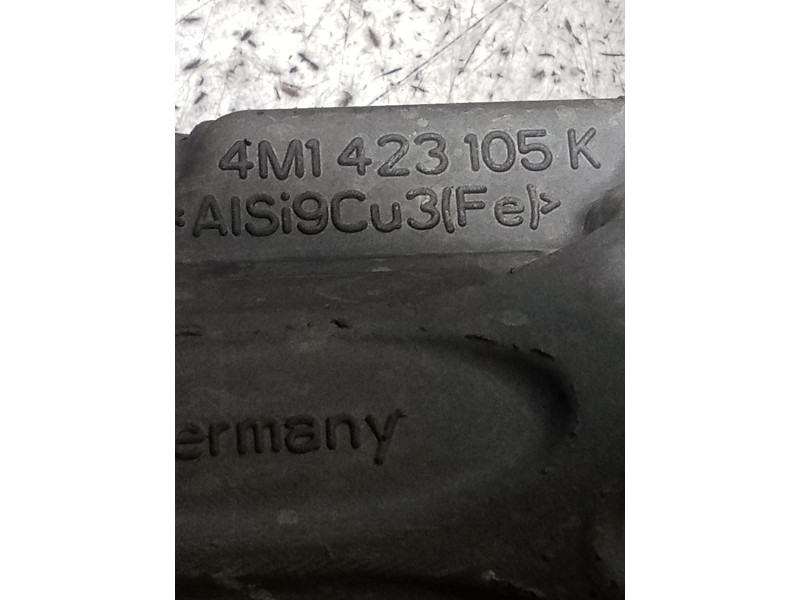 4M1 423 105 K
<AlSi9Cu3(Fe)>
ermany